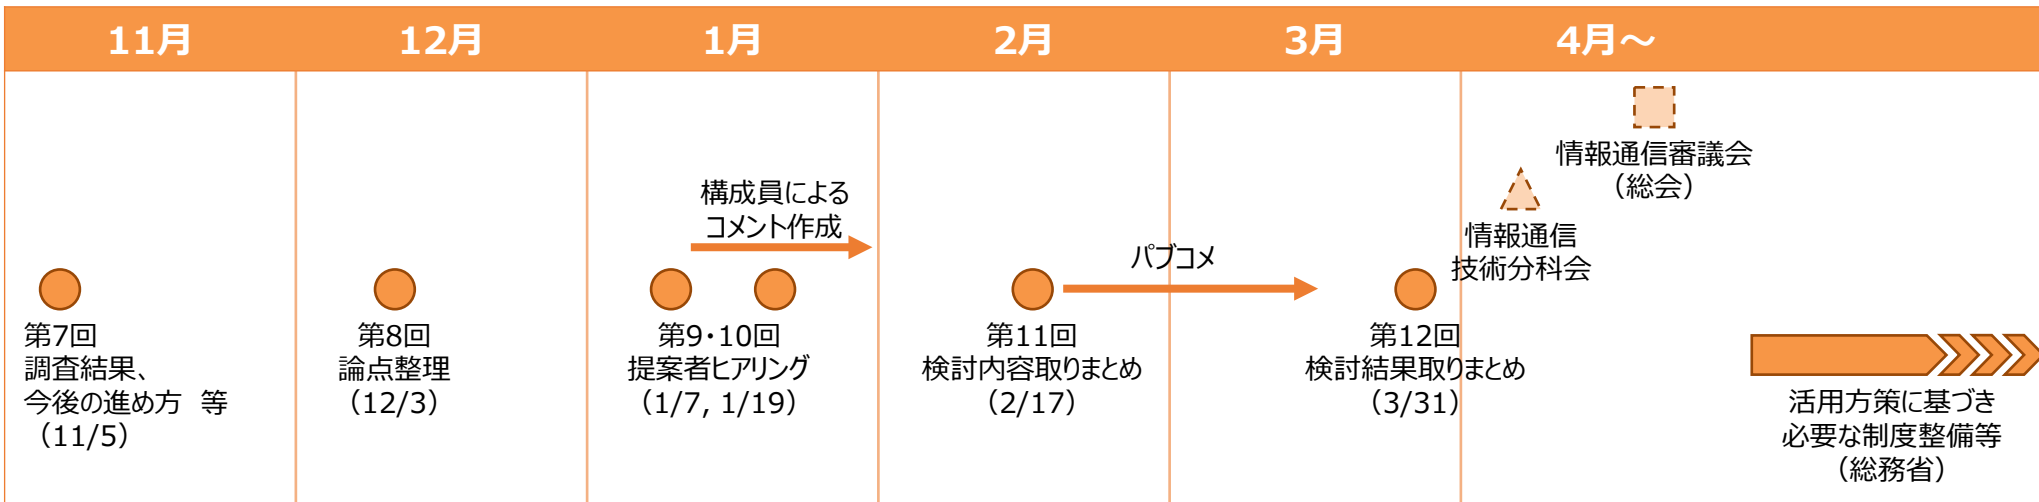 11月
12月
1月
2月
3月
4月～
情報通信審議会
（総会）
構成員による
コメント作成
情報通信
技術分科会
パブコメ
第7回
調査結果、
今後の進め方　等
（11/5）
第8回
論点整理
（12/3）
第9・10回
提案者ヒアリング
（1/7, 1/19）
第11回
検討内容取りまとめ
（2/17）
第12回
検討結果取りまとめ
（3/31）
活用方策に基づき
必要な制度整備等
（総務省）